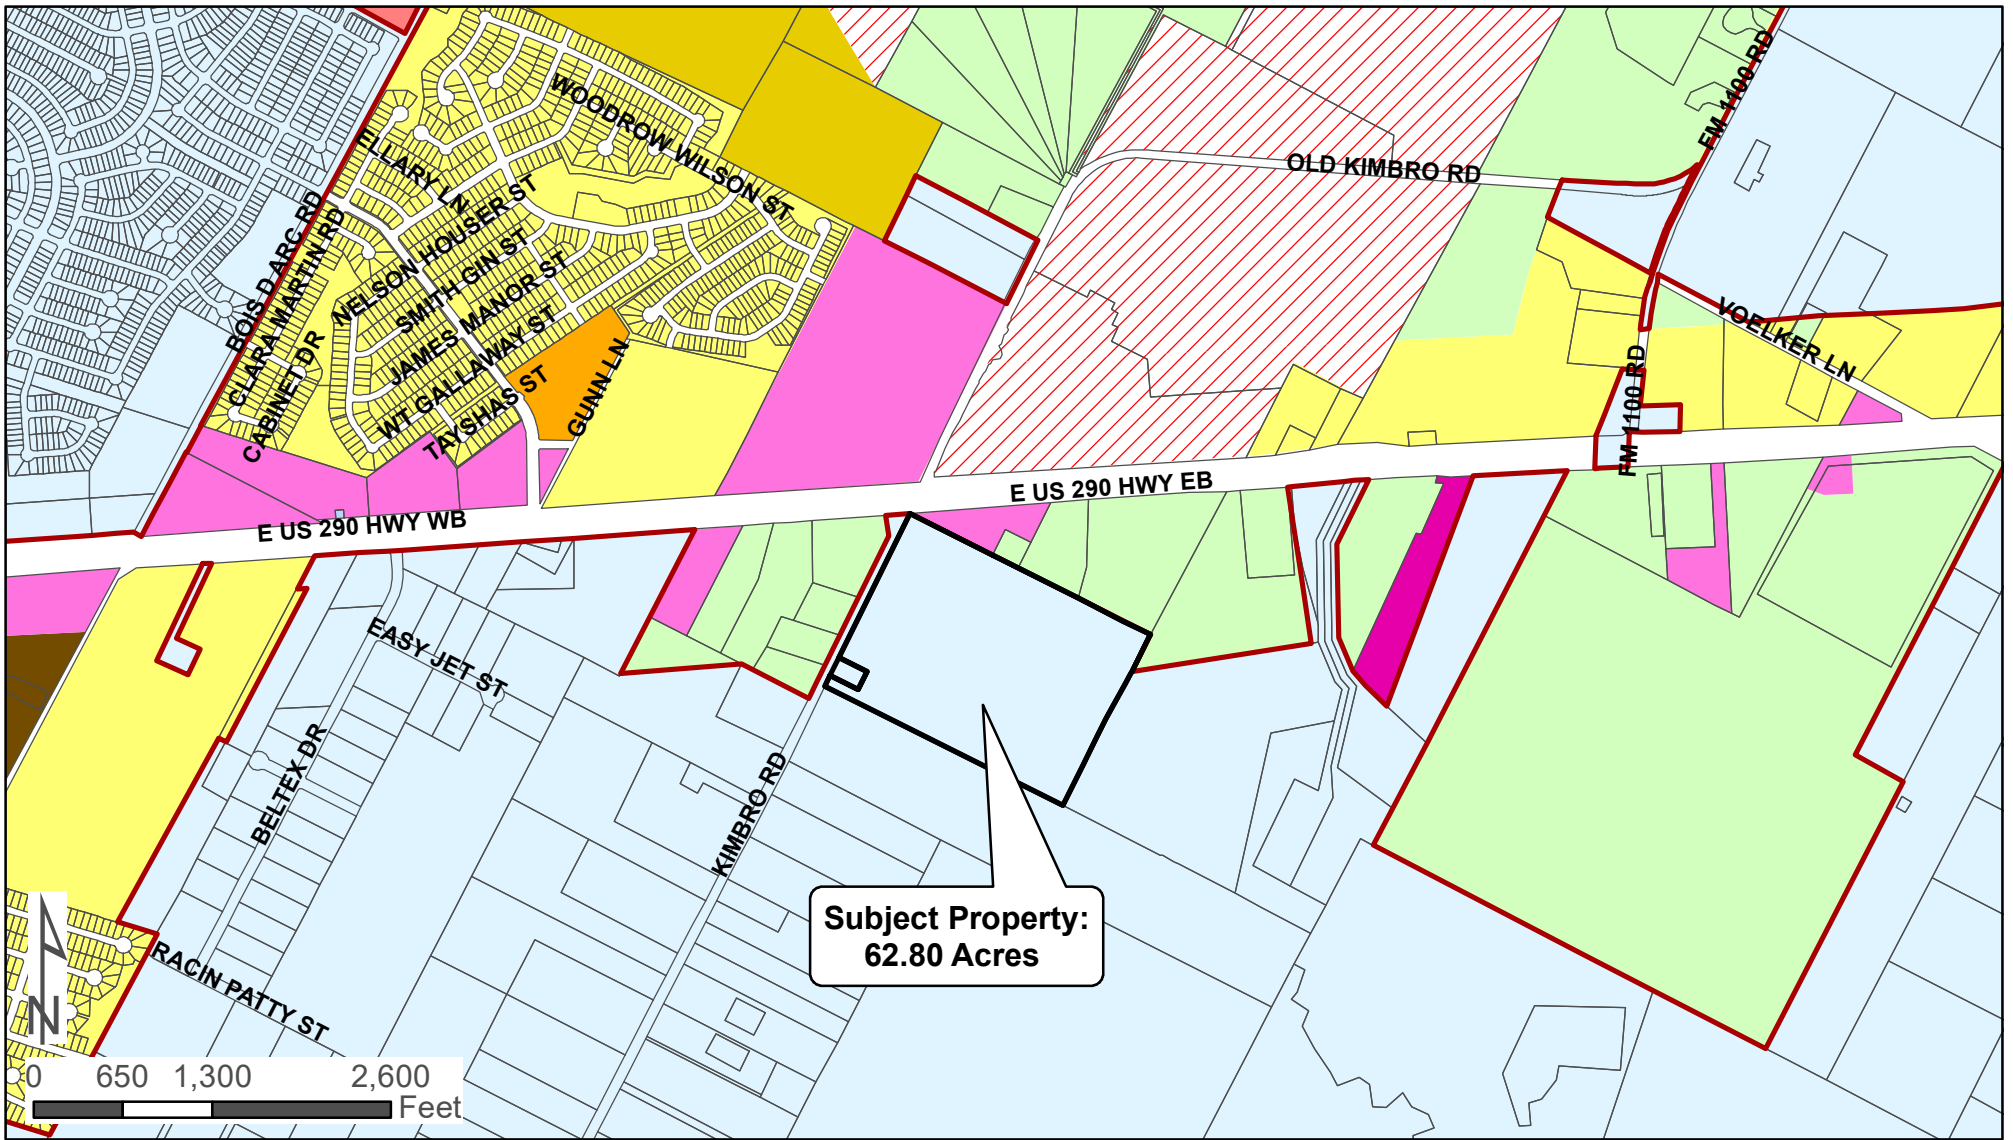 WOODROW WILSON ST
FM 1100 RD
ELLARY LN
OLD KIMBRO RD
NELSON HOUSER ST
BOIS D ARC RD
CLARA MARTIN RD
SMITH GIN ST
JAMES MANOR ST
WT GALLAWAY ST
CABINET DR
TAYSHAS ST
GUNN LN
VOELKER LN
FM 1100 RD
E US 290 HWY EB
E US 290 HWY WB
EASY JET ST
BELTEX DR
KIMBRO RD
Subject Property:
62.80 Acres
RACIN PATTY ST
N
0 650 1,300 2,600
Feet